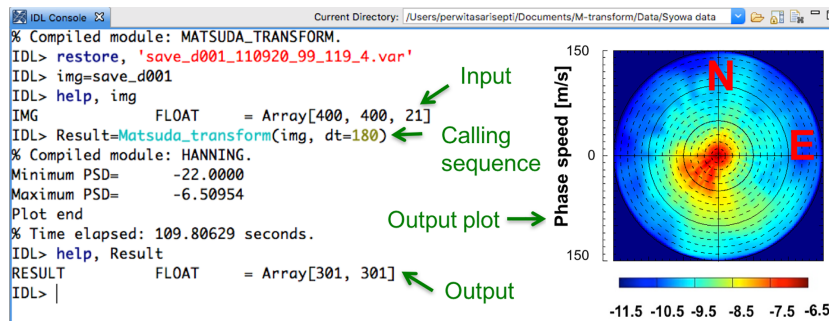 IDL Console
Current Directory: /Users/perwitasarisepti/Documents/M-transform/Data/Syowa data
% Compiled module: MATSUDA_TRANSFORM.
IDL> restore, 'save_d001_110920_99_119_4.var'
IDL> img=save_d001
IDL> help, img
IMG FLOAT = Array[400, 400, 21]
IDL> Result=Matsuda_transform(img, dt=180)
% Compiled module: HANNING.
Minimum PSD= -22.0000
Maximum PSD= -6.50954
Plot end
% Time elapsed: 109.80629 seconds.
IDL> help, Result
RESULT FLOAT = Array[301, 301]
IDL>
Input
Calling
sequence
Output plot
Output
Phase speed [m/s]
150
0
150
N
E
-11.5 -10.5 -9.5 -8.5 -7.5 -6.5